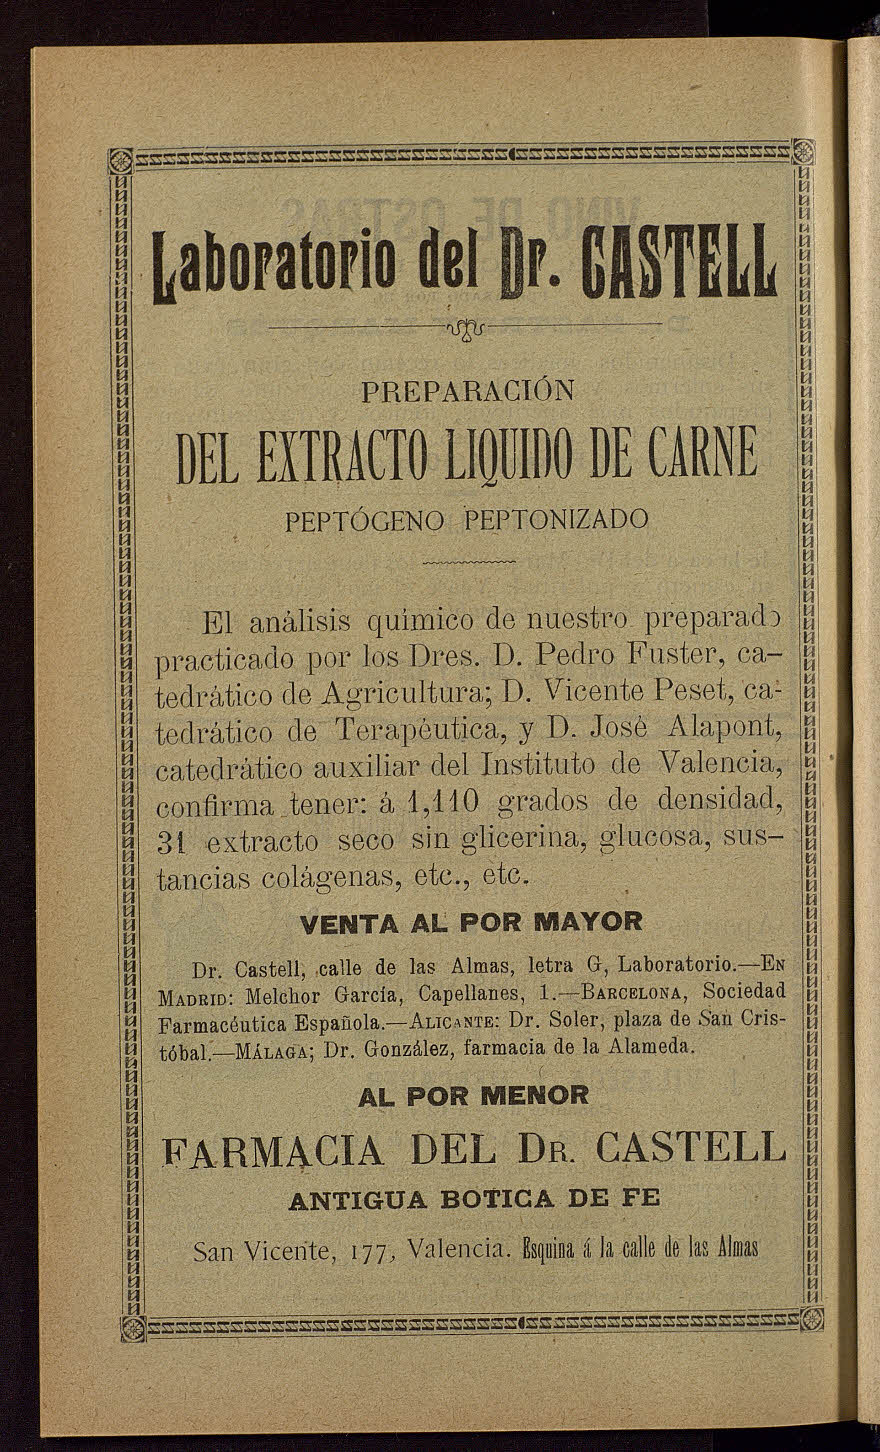 Laboratorio del Dr. CASTELL
PREPARACIÓN
DEL EXTRACTO LIQUIDO DE CARNE
PEPTÓGENO PEPTONIZADO
El análisis químico de nuestro preparado
practicado por los Dres. D. Pedro Fuster, ca-
tedrático de Agricultura; D. Vicente Peset, ca-
tedrático de Terapéutica, y D. José Alapont,
catedrático auxiliar del Instituto de Valencia,
confirma tener: á 1,110 grados de densidad,
31 extracto seco sin glicerina, glucosa, sus-
tancias colágenas, etc., etc.
VENTA AL POR MAYOR
Dr. Castell, calle de las Almas, letra G, Laboratorio.—EN
MADRID: Melchor García, Capellanes, 1.—BARCELONA, Sociedad
Farmacéutica Española.—ALICANTE: Dr. Soler, plaza de San Cris-
tóbal.—MÁLAGA; Dr. González, farmacia de la Alameda.
AL POR MENOR
FARMACIA DEL DR. CASTELL
ANTIGUA BOTICA DE FE
San Vicente, 177, Valencia. Esquina á la calle de las Almas